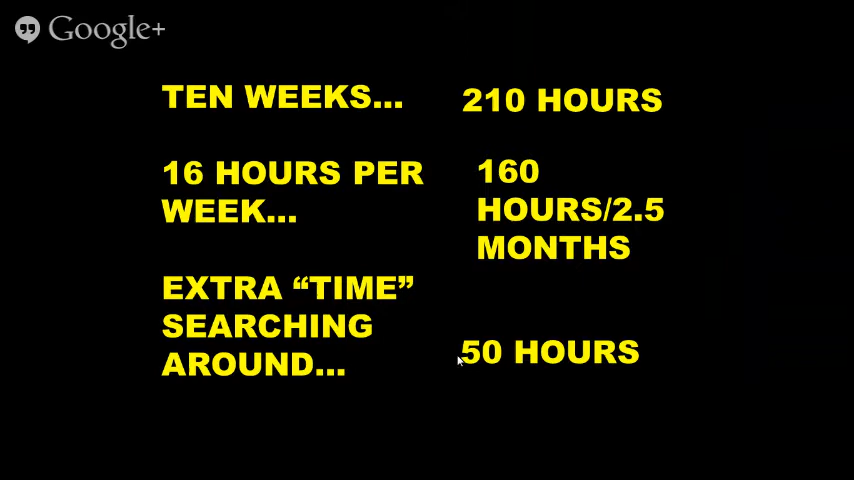 Google+
TEN WEEKS...
210 HOURS
16 HOURS PER
WEEK...
160
HOURS/2.5
MONTHS
EXTRA “TIME”
SEARCHING
AROUND...
50 HOURS